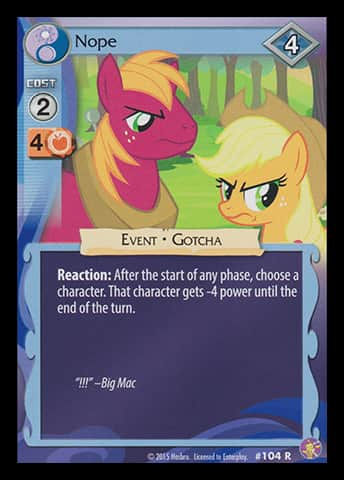 Nope
4
COST
2
4
EVENT • GOTCHA
Reaction: After the start of any phase, choose a
character. That character gets -4 power until the
end of the turn.
"!!!" –Big Mac
© 2015 Hasbro. Licensed to Enterplay. #104 R